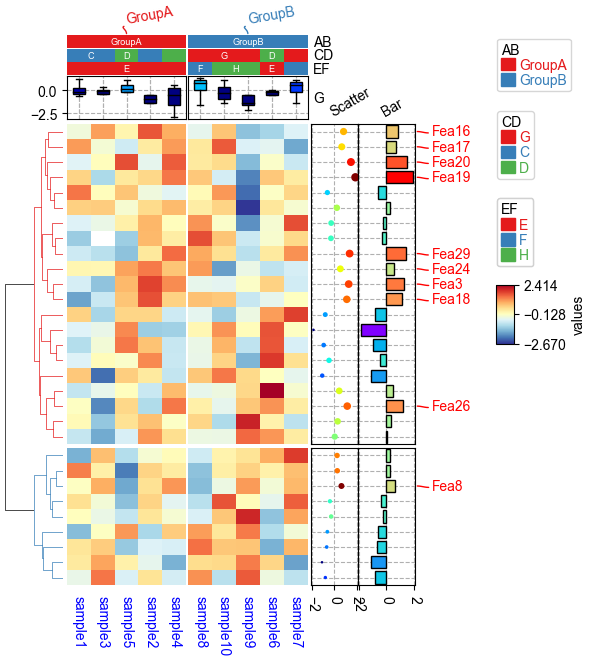 GroupA
GroupB
GroupA
GroupB
AB
C
D
G
D
CD
E
F
H
E
EF
0.0
−2.5
G
Scatter
Bar
Fea16
Fea17
Fea20
Fea19
Fea29
Fea24
Fea3
Fea18
Fea26
Fea8
sample1
sample3
sample5
sample2
sample4
sample8
sample10
sample9
sample6
sample7
−2
0
2
−2
0
2
AB
GroupA
GroupB
CD
G
C
D
EF
E
F
H
2.414
−0.128
−2.670
values